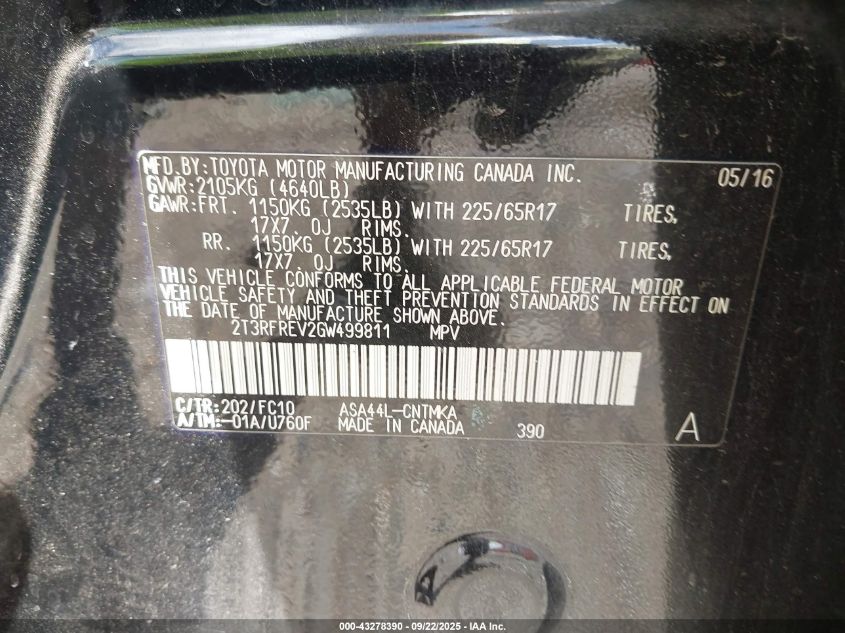 MFD.BY:TOYOTA MOTOR MANUFACTURING CANADA INC. 05/16
GVWR:2105KG (4640LB)
GAWR:FRT. 1150KG (2535LB) WITH 225/65R17 TIRES,
17X7.0J RIMS.
RR. 1150KG (2535LB) WITH 225/65R17 TIRES,
17X7.0J RIMS.
THIS VEHICLE CONFORMS TO ALL APPLICABLE FEDERAL MOTOR
VEHICLE SAFETY AND THEFT PREVENTION STANDARDS IN EFFECT ON
THE DATE OF MANUFACTURE SHOWN ABOVE.
2T3RFREV2GW499811 MPV
C/TR:202/FC10 ASA44L-CNTMKA
A/TM:-01A/U760F MADE IN CANADA 390 A
000-43278390 - 09/22/2025 - IAA Inc.